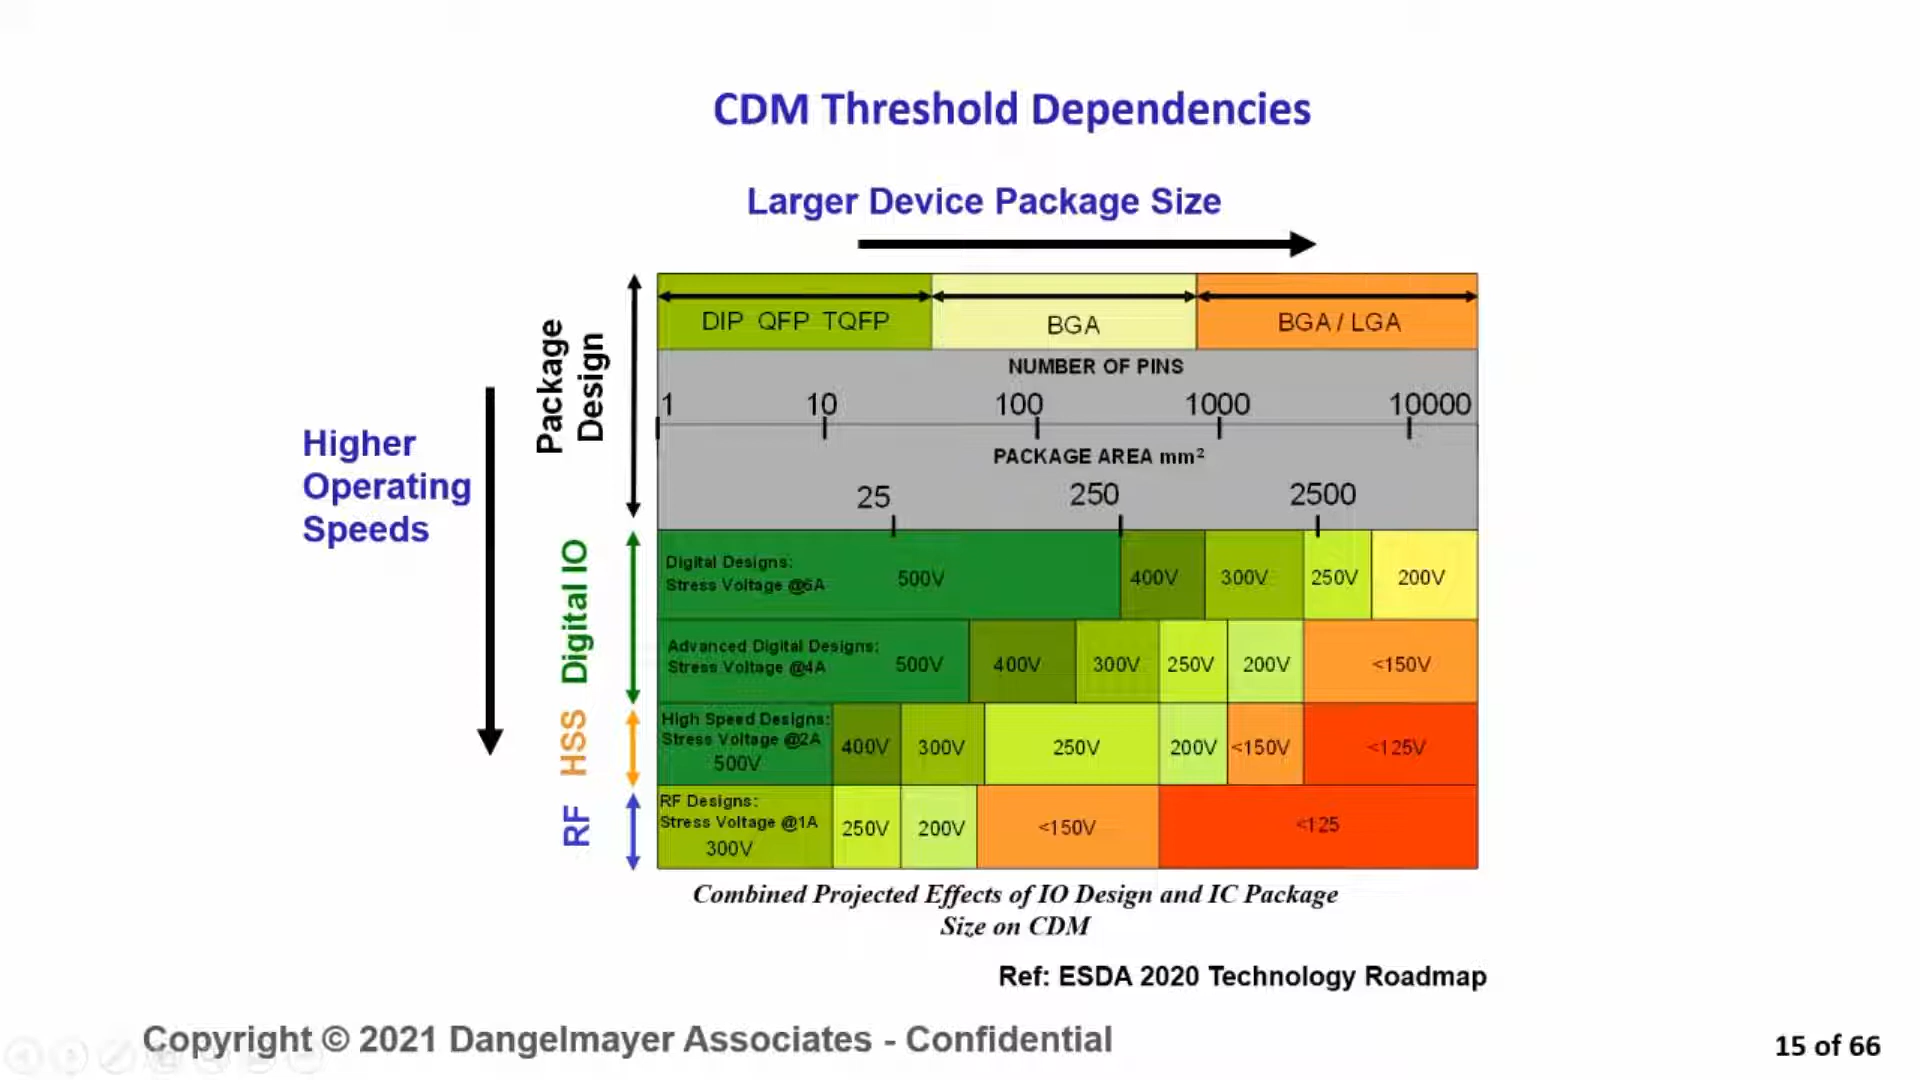 CDM Threshold Dependencies
Larger Device Package Size
Higher
Operating
Speeds
Package
Design
DIP QFP TQFP
BGA
BGA / LGA
NUMBER OF PINS
1 10 100 1000 10000
PACKAGE AREA mm²
25 250 2500
Digital IO
Digital Designs:
Stress Voltage @6A
500V 400V 300V 250V 200V
Advanced Digital Designs:
Stress Voltage @4A
500V 400V 300V 250V 200V <150V
HSS
High Speed Designs:
Stress Voltage @2A
500V
400V 300V 250V 200V <150V <125V
RF
RF Designs:
Stress Voltage @1A
300V
250V 200V <150V <125
Combined Projected Effects of IO Design and IC Package
Size on CDM
Ref: ESDA 2020 Technology Roadmap
Copyright © 2021 Dangelmayer Associates - Confidential
15 of 66